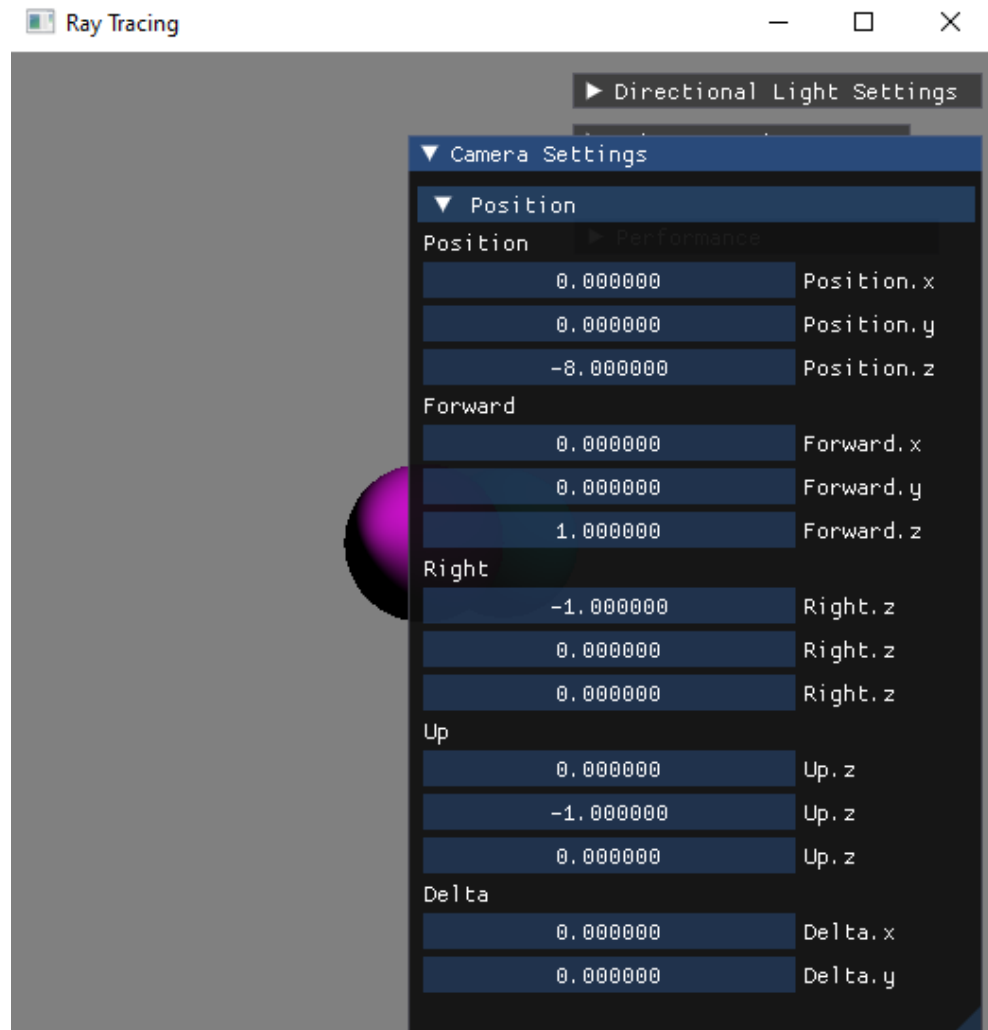 Ray Tracing
Directional Light Settings
Camera Settings
Position
Position
Performance
0.000000 Position.x
0.000000 Position.y
-8.000000 Position.z
Forward
0.000000 Forward.x
0.000000 Forward.y
1.000000 Forward.z
Right
-1.000000 Right.z
0.000000 Right.z
0.000000 Right.z
Up
0.000000 Up.z
-1.000000 Up.z
0.000000 Up.z
Delta
0.000000 Delta.x
0.000000 Delta.y